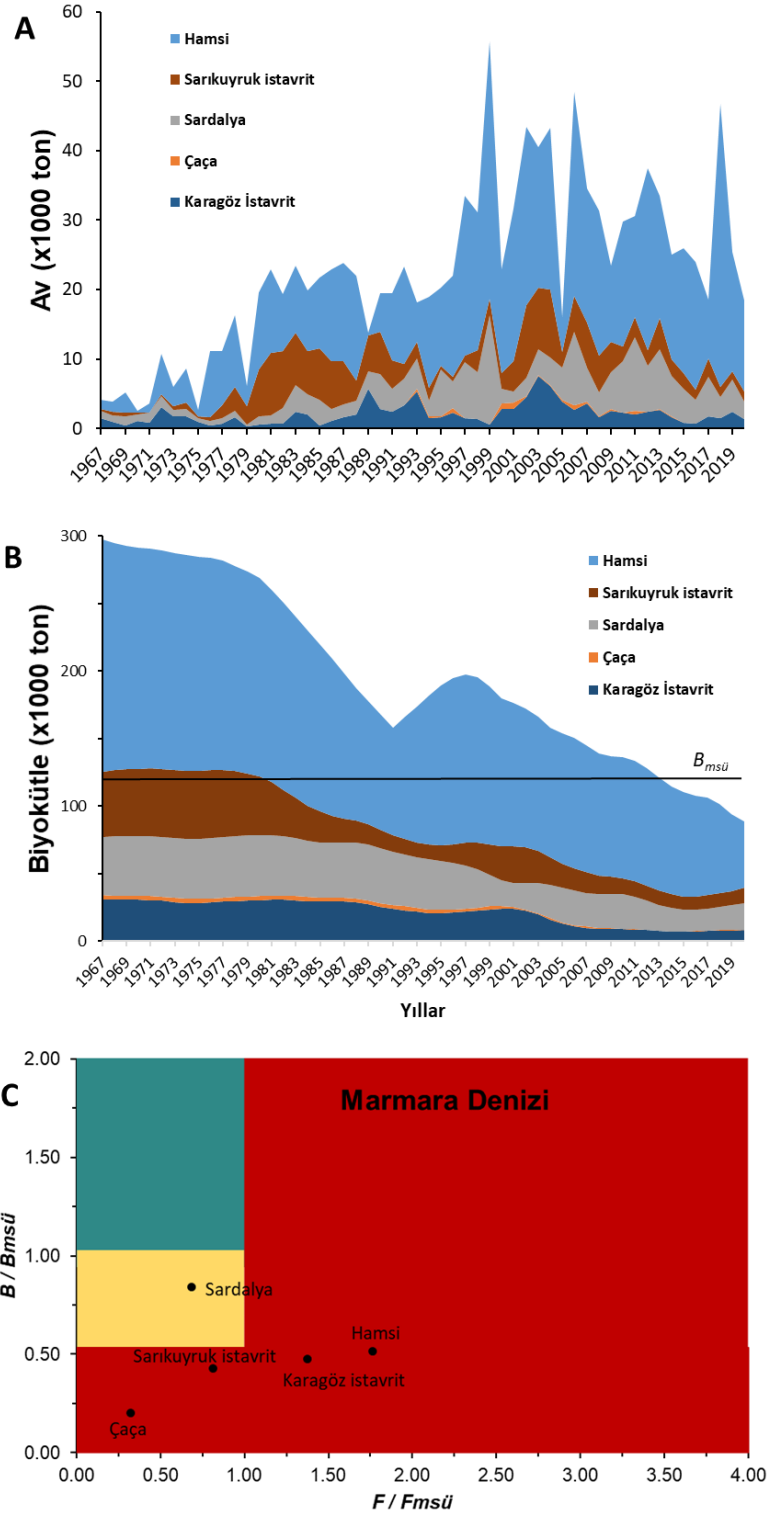 A
Av (x1000 ton)
60
50
40
30
20
10
0
Hamsi
Sarıkuyruk istavrit
Sardalya
Çaça
Karagöz İstavrit
1967
1969
1971
1973
1975
1977
1979
1981
1983
1985
1987
1989
1991
1993
1995
1997
1999
2001
2003
2005
2007
2009
2011
2013
2015
2017
2019
B
Biyokütle (x1000 ton)
300
200
100
0
Hamsi
Sarıkuyruk istavrit
Sardalya
Çaça
Karagöz İstavrit
Bmsü
1967
1969
1971
1973
1975
1977
1979
1981
1983
1985
1987
1989
1991
1993
1995
1997
1999
2001
2003
2005
2007
2009
2011
2013
2015
2017
2019
Yıllar
C
B / Bmsü
2.00
1.50
1.00
0.50
0.00
Marmara Denizi
Sardalya
Hamsi
Sarıkuyruk istavrit
Karagöz istavrit
Çaça
0.00 0.50 1.00 1.50 2.00 2.50 3.00 3.50 4.00
F / Fmsü